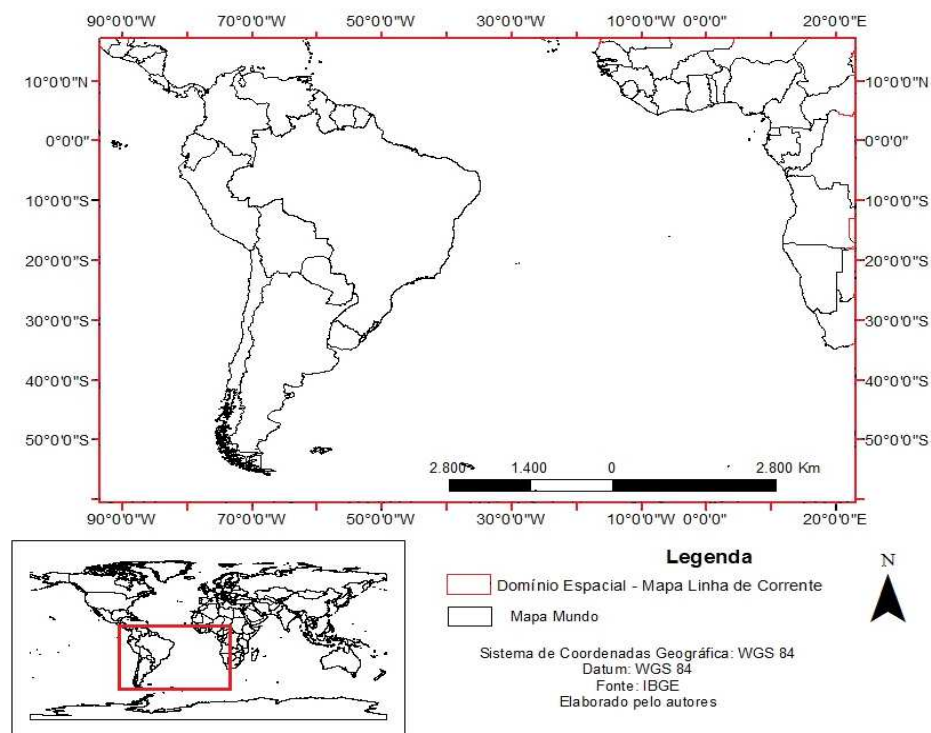 90°0'0"W 70°0'0"W 50°0'0"W 30°0'0"W 10°0'0"W 0°0'0" 20°0'0"E
10°0'0"N 10°0'0"N
0°0'0" 0°0'0"
10°0'0"S 10°0'0"S
20°0'0"S 20°0'0"S
30°0'0"S 30°0'0"S
40°0'0"S 40°0'0"S
50°0'0"S 50°0'0"S
2.800 1.400 0 2.800 Km
90°0'0"W 70°0'0"W 50°0'0"W 30°0'0"W 10°0'0"W 0°0'0" 20°0'0"E
Legenda
N
Domínio Espacial - Mapa Linha de Corrente
Mapa Mundo
Sistema de Coordenadas Geográfica: WGS 84
Datum: WGS 84
Fonte: IBGE
Elaborado pelo autores